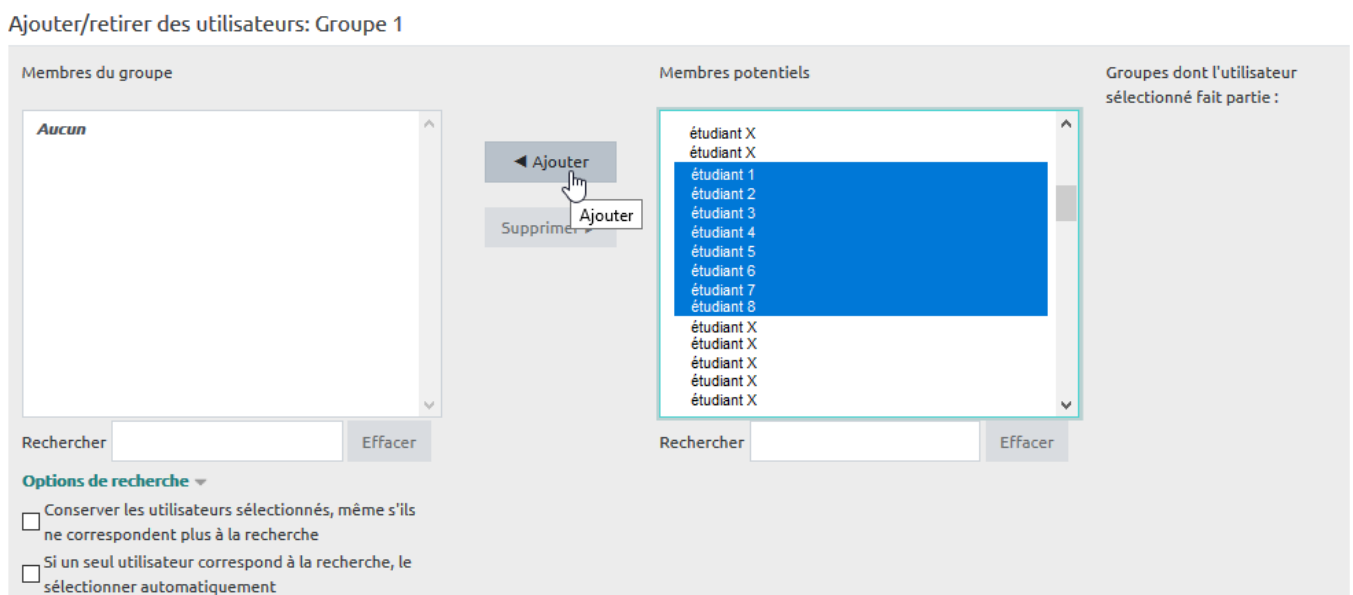 Ajouter/retirer des utilisateurs: Groupe 1
Membres du groupe
Aucun
◄ Ajouter
Ajouter
Supprimer ►
Rechercher
Effacer
Options de recherche
Conserver les utilisateurs sélectionnés, même s'ils
ne correspondent plus à la recherche
Si un seul utilisateur correspond à la recherche, le
sélectionner automatiquement
Membres potentiels
étudiant X
étudiant X
étudiant 1
étudiant 2
étudiant 3
étudiant 4
étudiant 5
étudiant 6
étudiant 7
étudiant 8
étudiant X
étudiant X
étudiant X
étudiant X
étudiant X
Rechercher
Effacer
Groupes dont l'utilisateur
sélectionné fait partie :